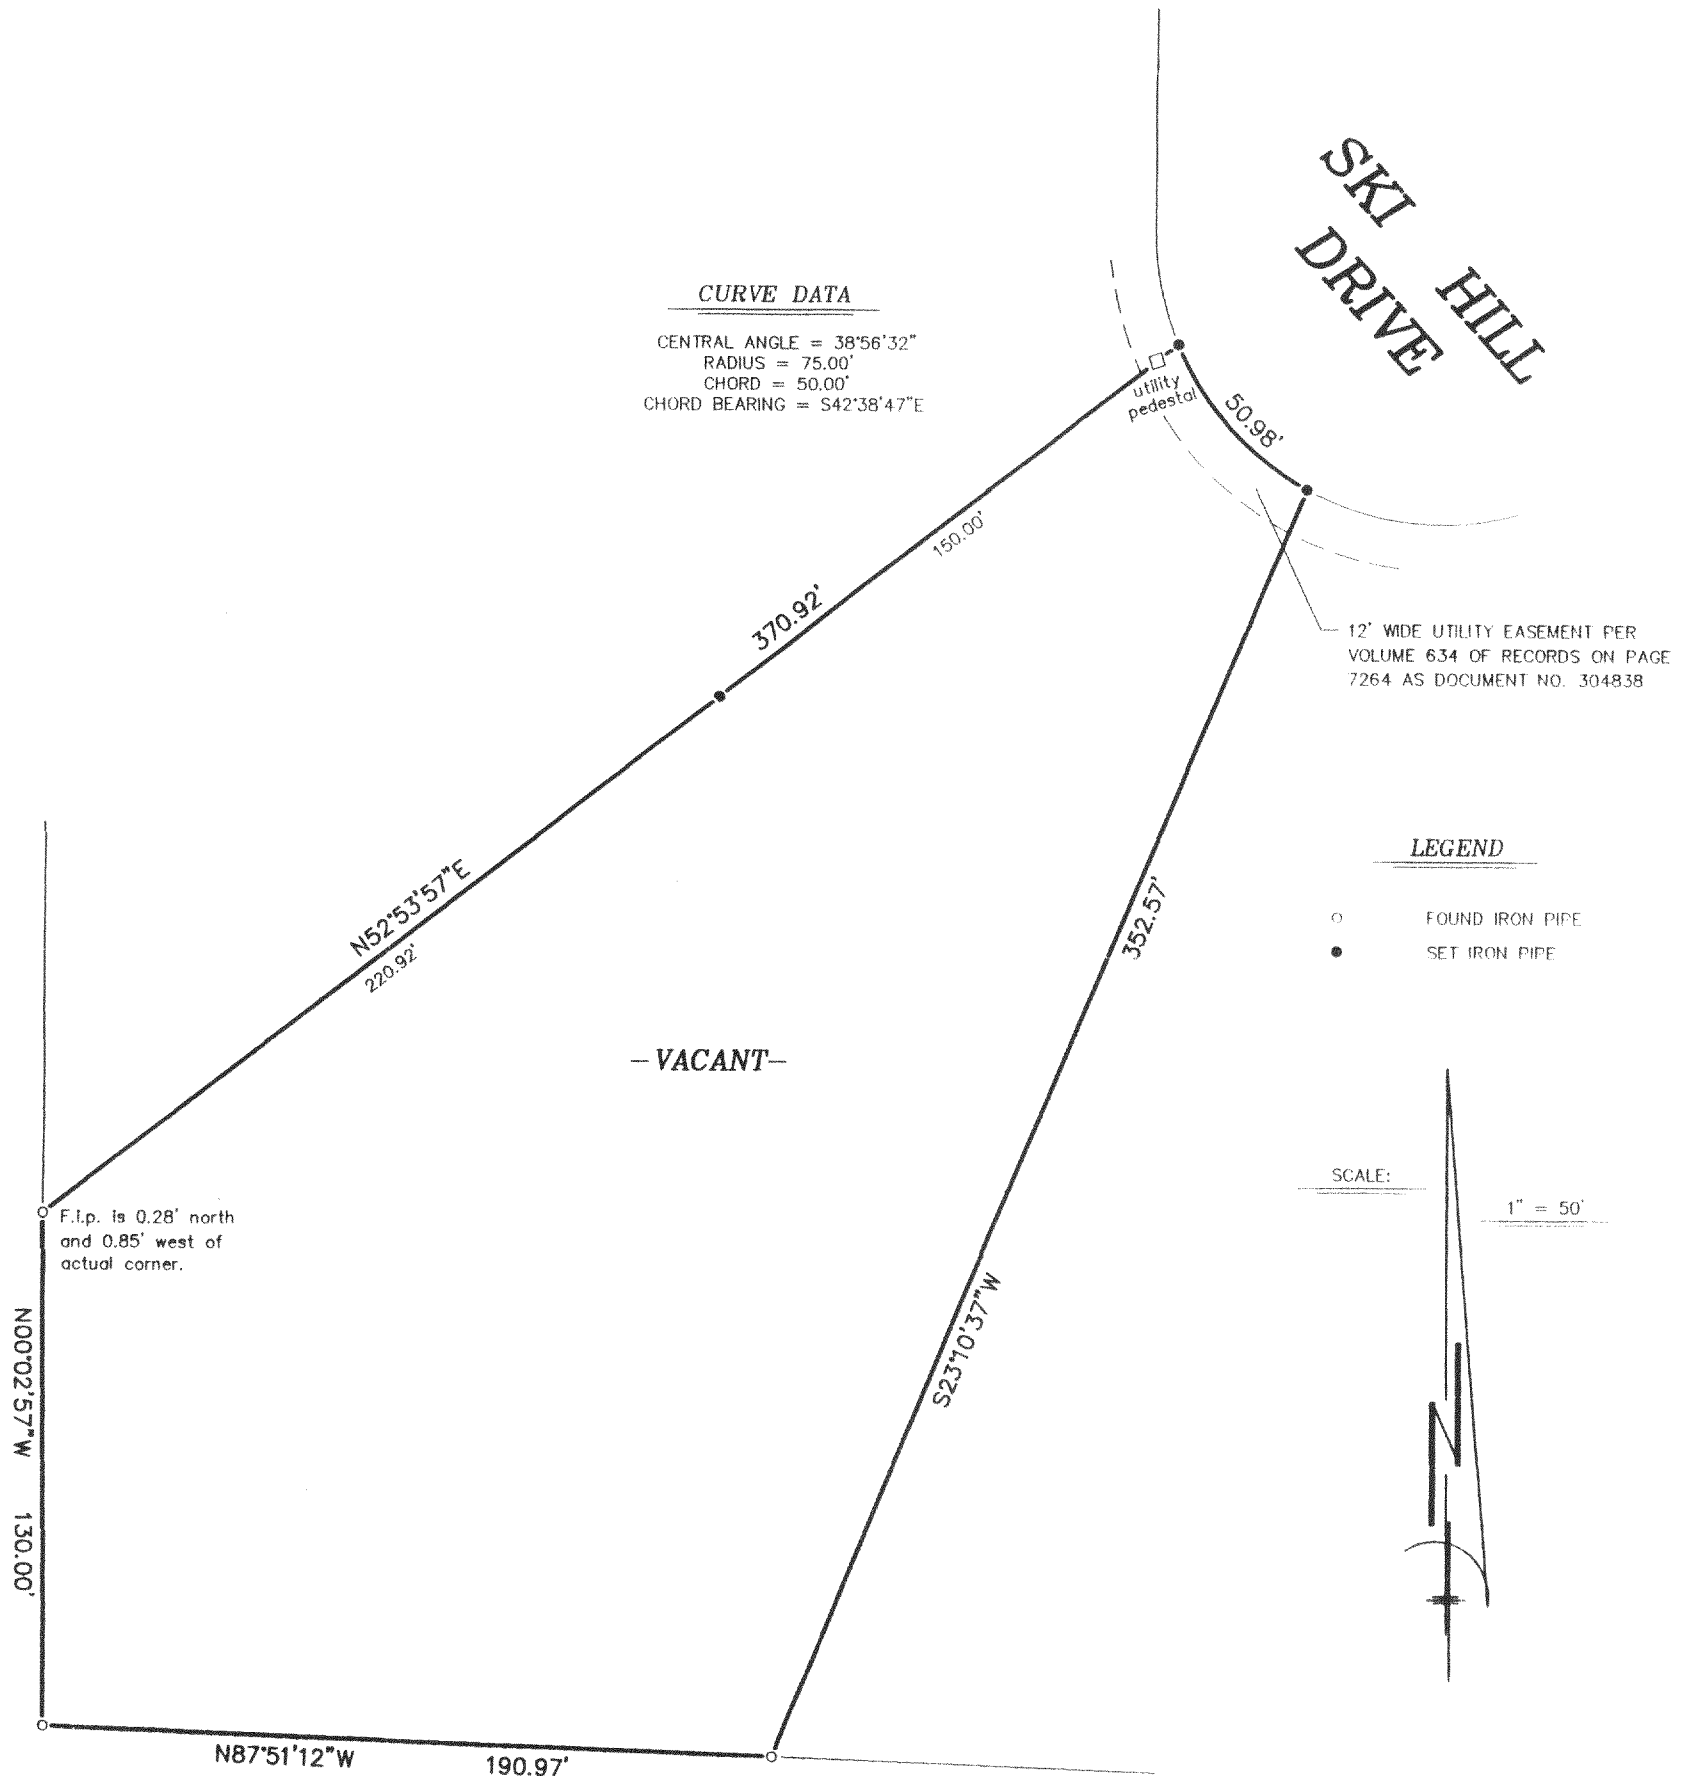 SKI HILL
DRIVE
CURVE DATA
CENTRAL ANGLE = 38°56'32"
RADIUS = 75.00'
CHORD = 50.00'
CHORD BEARING = S42°38'47"E
utility
pedestal
50.98'
150.00'
370.92'
12' WIDE UTILITY EASEMENT PER
VOLUME 634 OF RECORDS ON PAGE
7264 AS DOCUMENT NO. 304838
N52°53'57"E
220.92'
352.57'
LEGEND
FOUND IRON PIPE
SET IRON PIPE
-VACANT-
SCALE:
1" = 50'
F.i.p. is 0.28' north
and 0.85' west of
actual corner.
S23°10'37"W
N00°02'57"W 130.00'
N
N87°51'12"W 190.97'